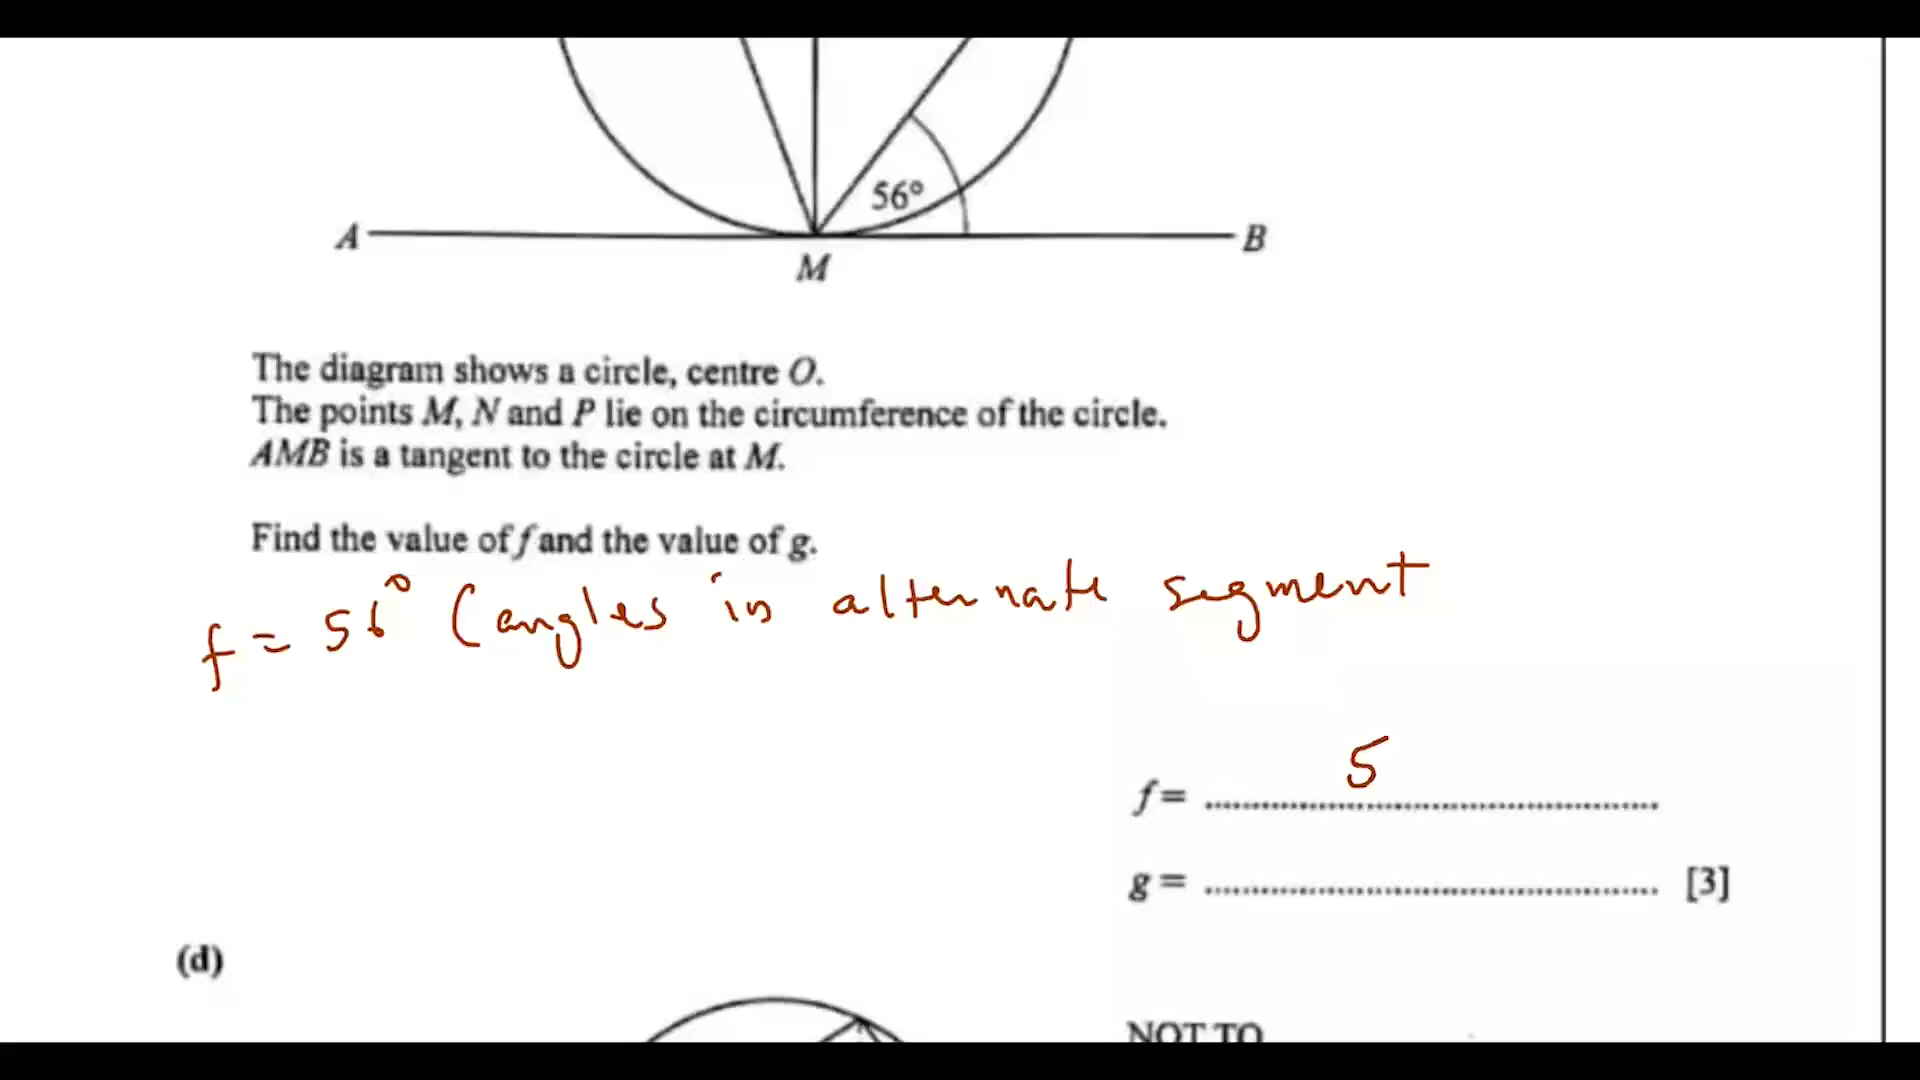 56°
A
B
M
The diagram shows a circle, centre O.
The points M, N and P lie on the circumference of the circle.
AMB is a tangent to the circle at M.
Find the value of f and the value of g.
f = 56° (angles in alternate segment
f = .................... 5
g = .................... [3]
(d)
NOT TO